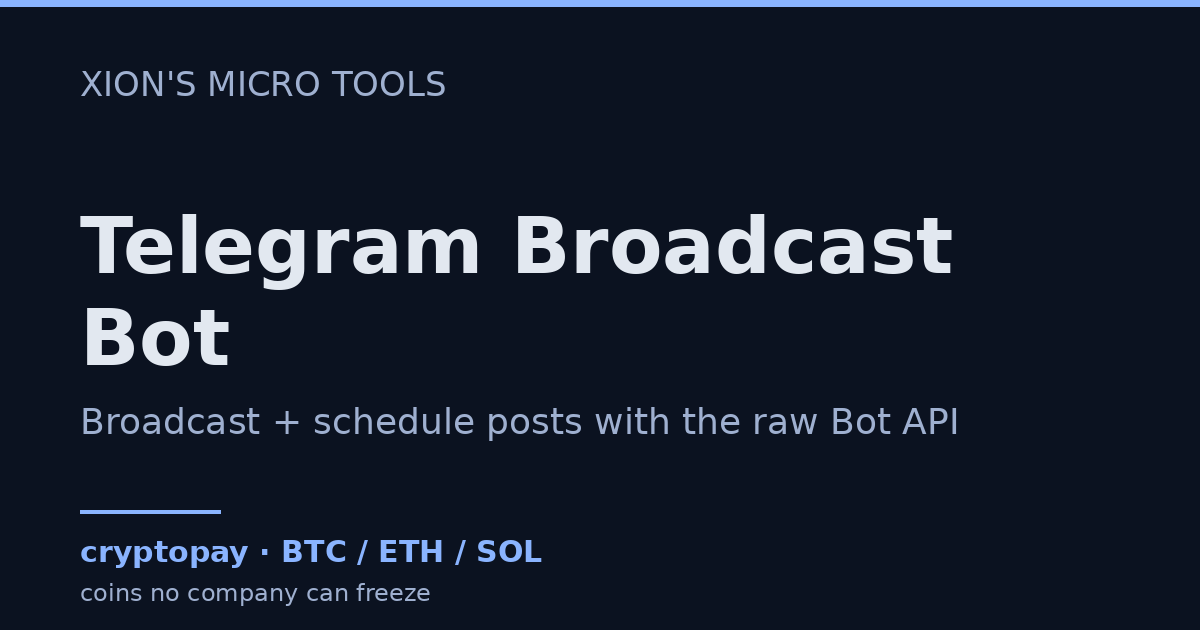 XION'S MICRO TOOLS
Telegram Broadcast
Bot
Broadcast + schedule posts with the raw Bot API
cryptopay · BTC / ETH / SOL
coins no company can freeze